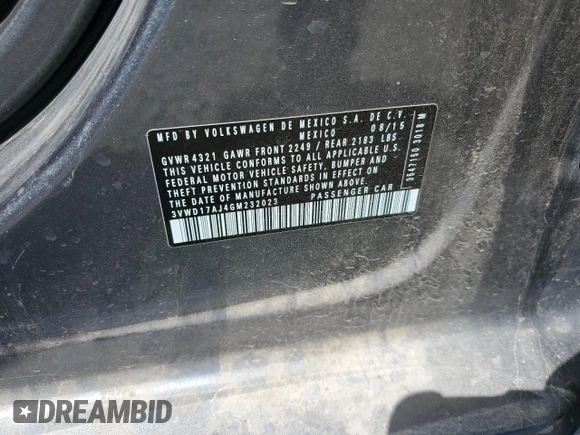 MFD BY VOLKSWAGEN DE MEXICO S.A. DE C.V.
MEXICO 08/15
GVWR 4321 GAWR FRONT 2249 / REAR 2183 LBS
THIS VEHICLE CONFORMS TO ALL APPLICABLE U.S.
FEDERAL MOTOR VEHICLE SAFETY, BUMPER AND
THEFT PREVENTION STANDARDS IN EFFECT ON
THE DATE OF MANUFACTURE SHOWN ABOVE.
3VWD17AJ4GM232023 PASSENGER CAR
3547150 3018 M
DREAMBID